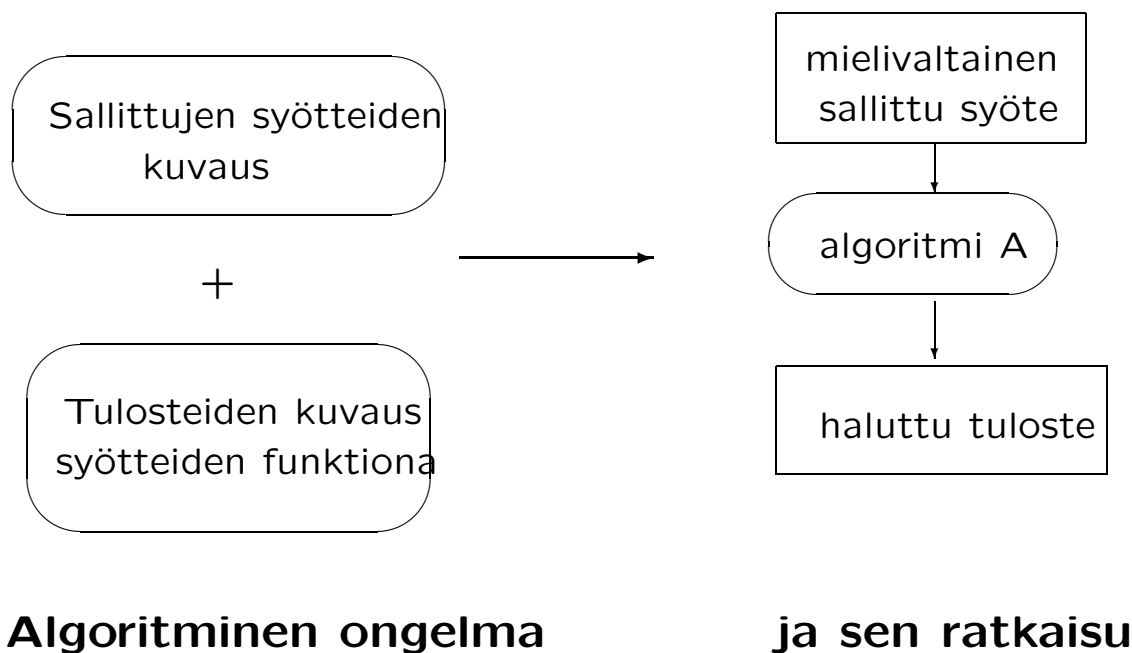 Sallittujen syötteiden
kuvaus
+
Tulosteiden kuvaus
syötteiden funktiona
mielivaltainen
sallittu syöte
algoritmi A
haluttu tuloste
Algoritminen ongelma
ja sen ratkaisu